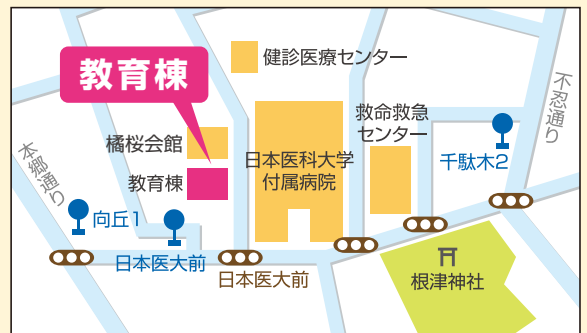 健診医療センター
教育棟
救命救急
センター
不忍通り
橘桜会館
日本医科大学
付属病院
千駄木2
本郷通り
教育棟
向丘1
日本医大前
日本医大前
根津神社